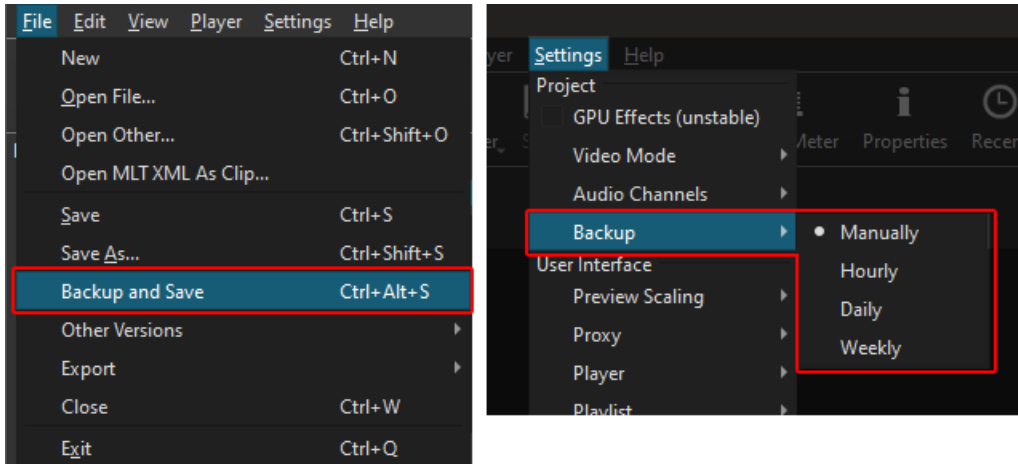 File Edit View Player Settings Help
New Ctrl+N
Open File... Ctrl+O
Open Other... Ctrl+Shift+O
Open MLT XML As Clip...
Save Ctrl+S
Save As... Ctrl+Shift+S
Backup and Save Ctrl+Alt+S
Other Versions
Export
Close Ctrl+W
Exit Ctrl+Q
Settings Help
Project
GPU Effects (unstable)
Video Mode
Audio Channels
Backup
User Interface
Preview Scaling
Proxy
Player
Playlist
Manually
Hourly
Daily
Weekly
Properties